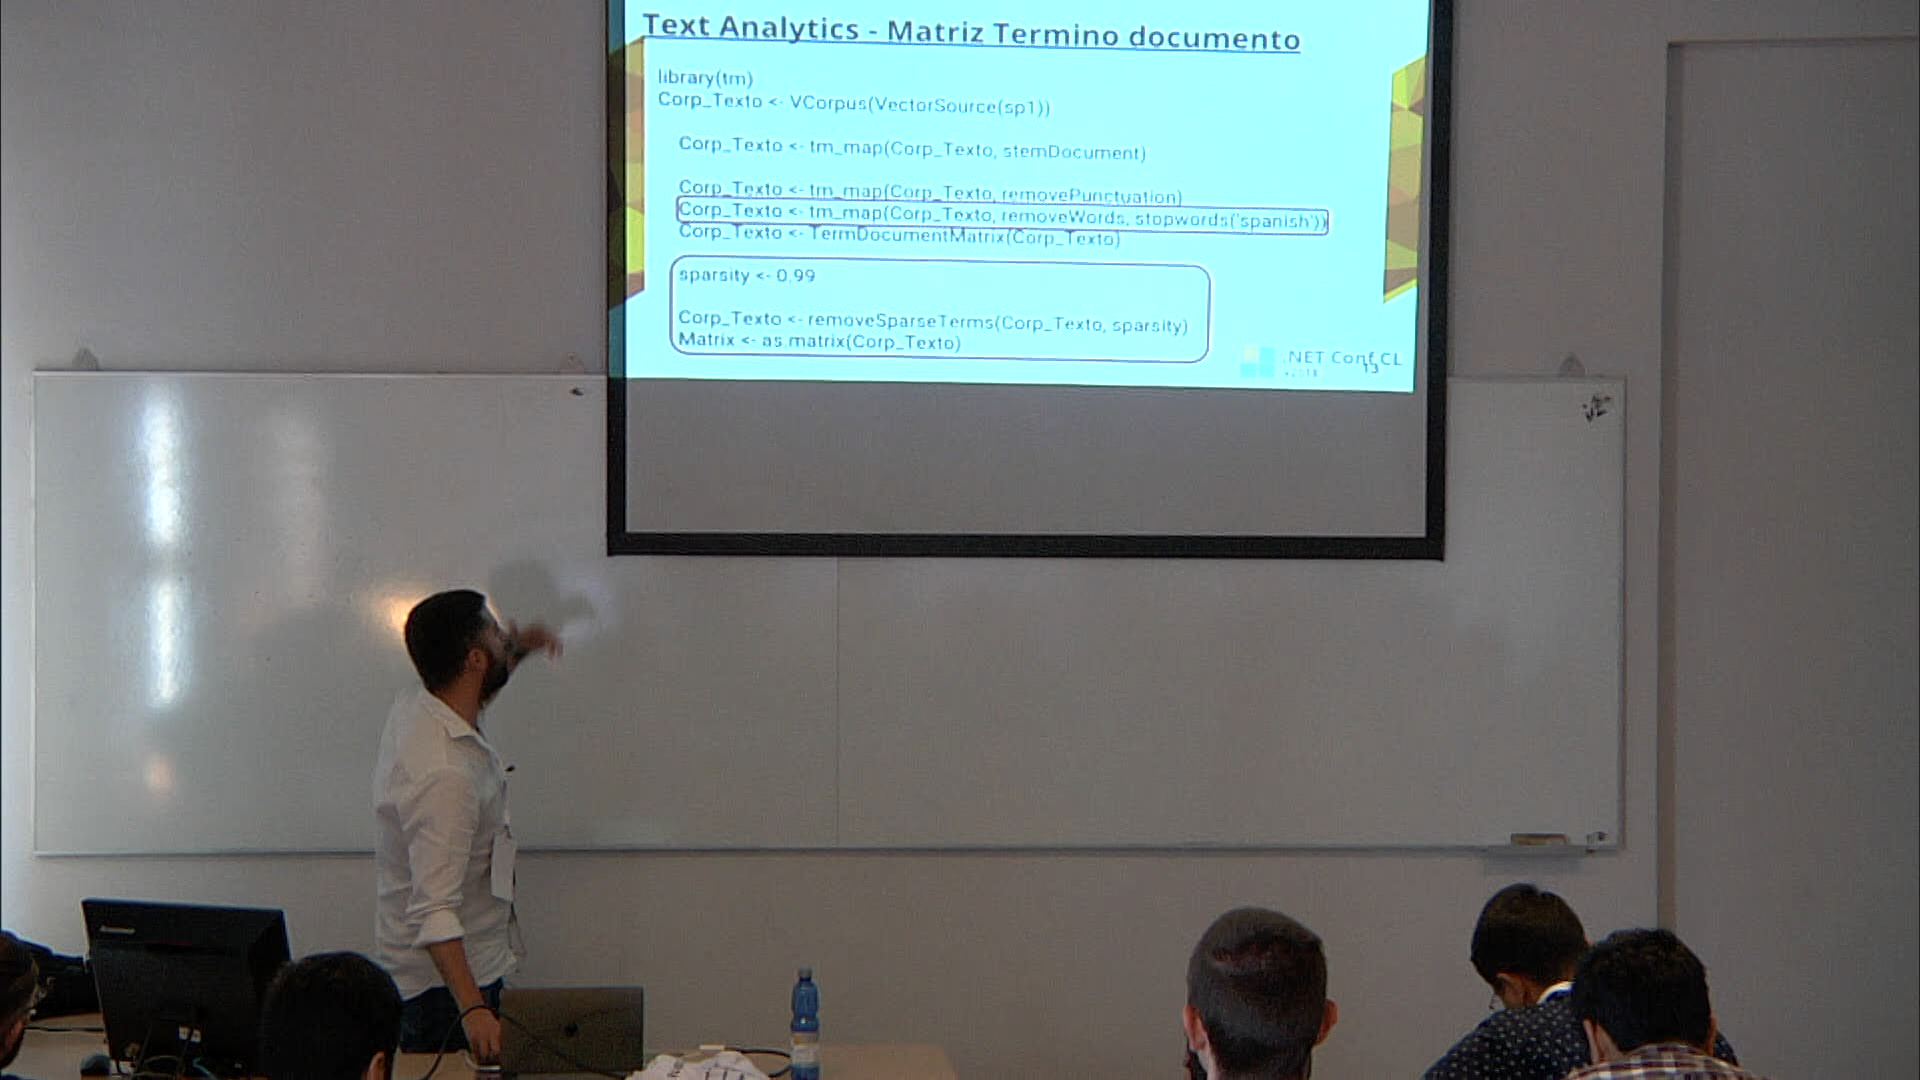 Text Analytics - Matriz Termino documento
library(tm)
Corp_Texto <- VCorpus(VectorSource(sp1))
Corp_Texto <- tm_map(Corp_Texto, stemDocument)
Corp_Texto <- tm_map(Corp_Texto, removePunctuation)
Corp_Texto <- tm_map(Corp_Texto, removeWords, stopwords('spanish'))
Corp_Texto <- TermDocumentMatrix(Corp_Texto)
sparsity <- 0.99
Corp_Texto <- removeSparseTerms(Corp_Texto, sparsity)
Matrix <- as.matrix(Corp_Texto)
.NET Conf CL
v2018
13